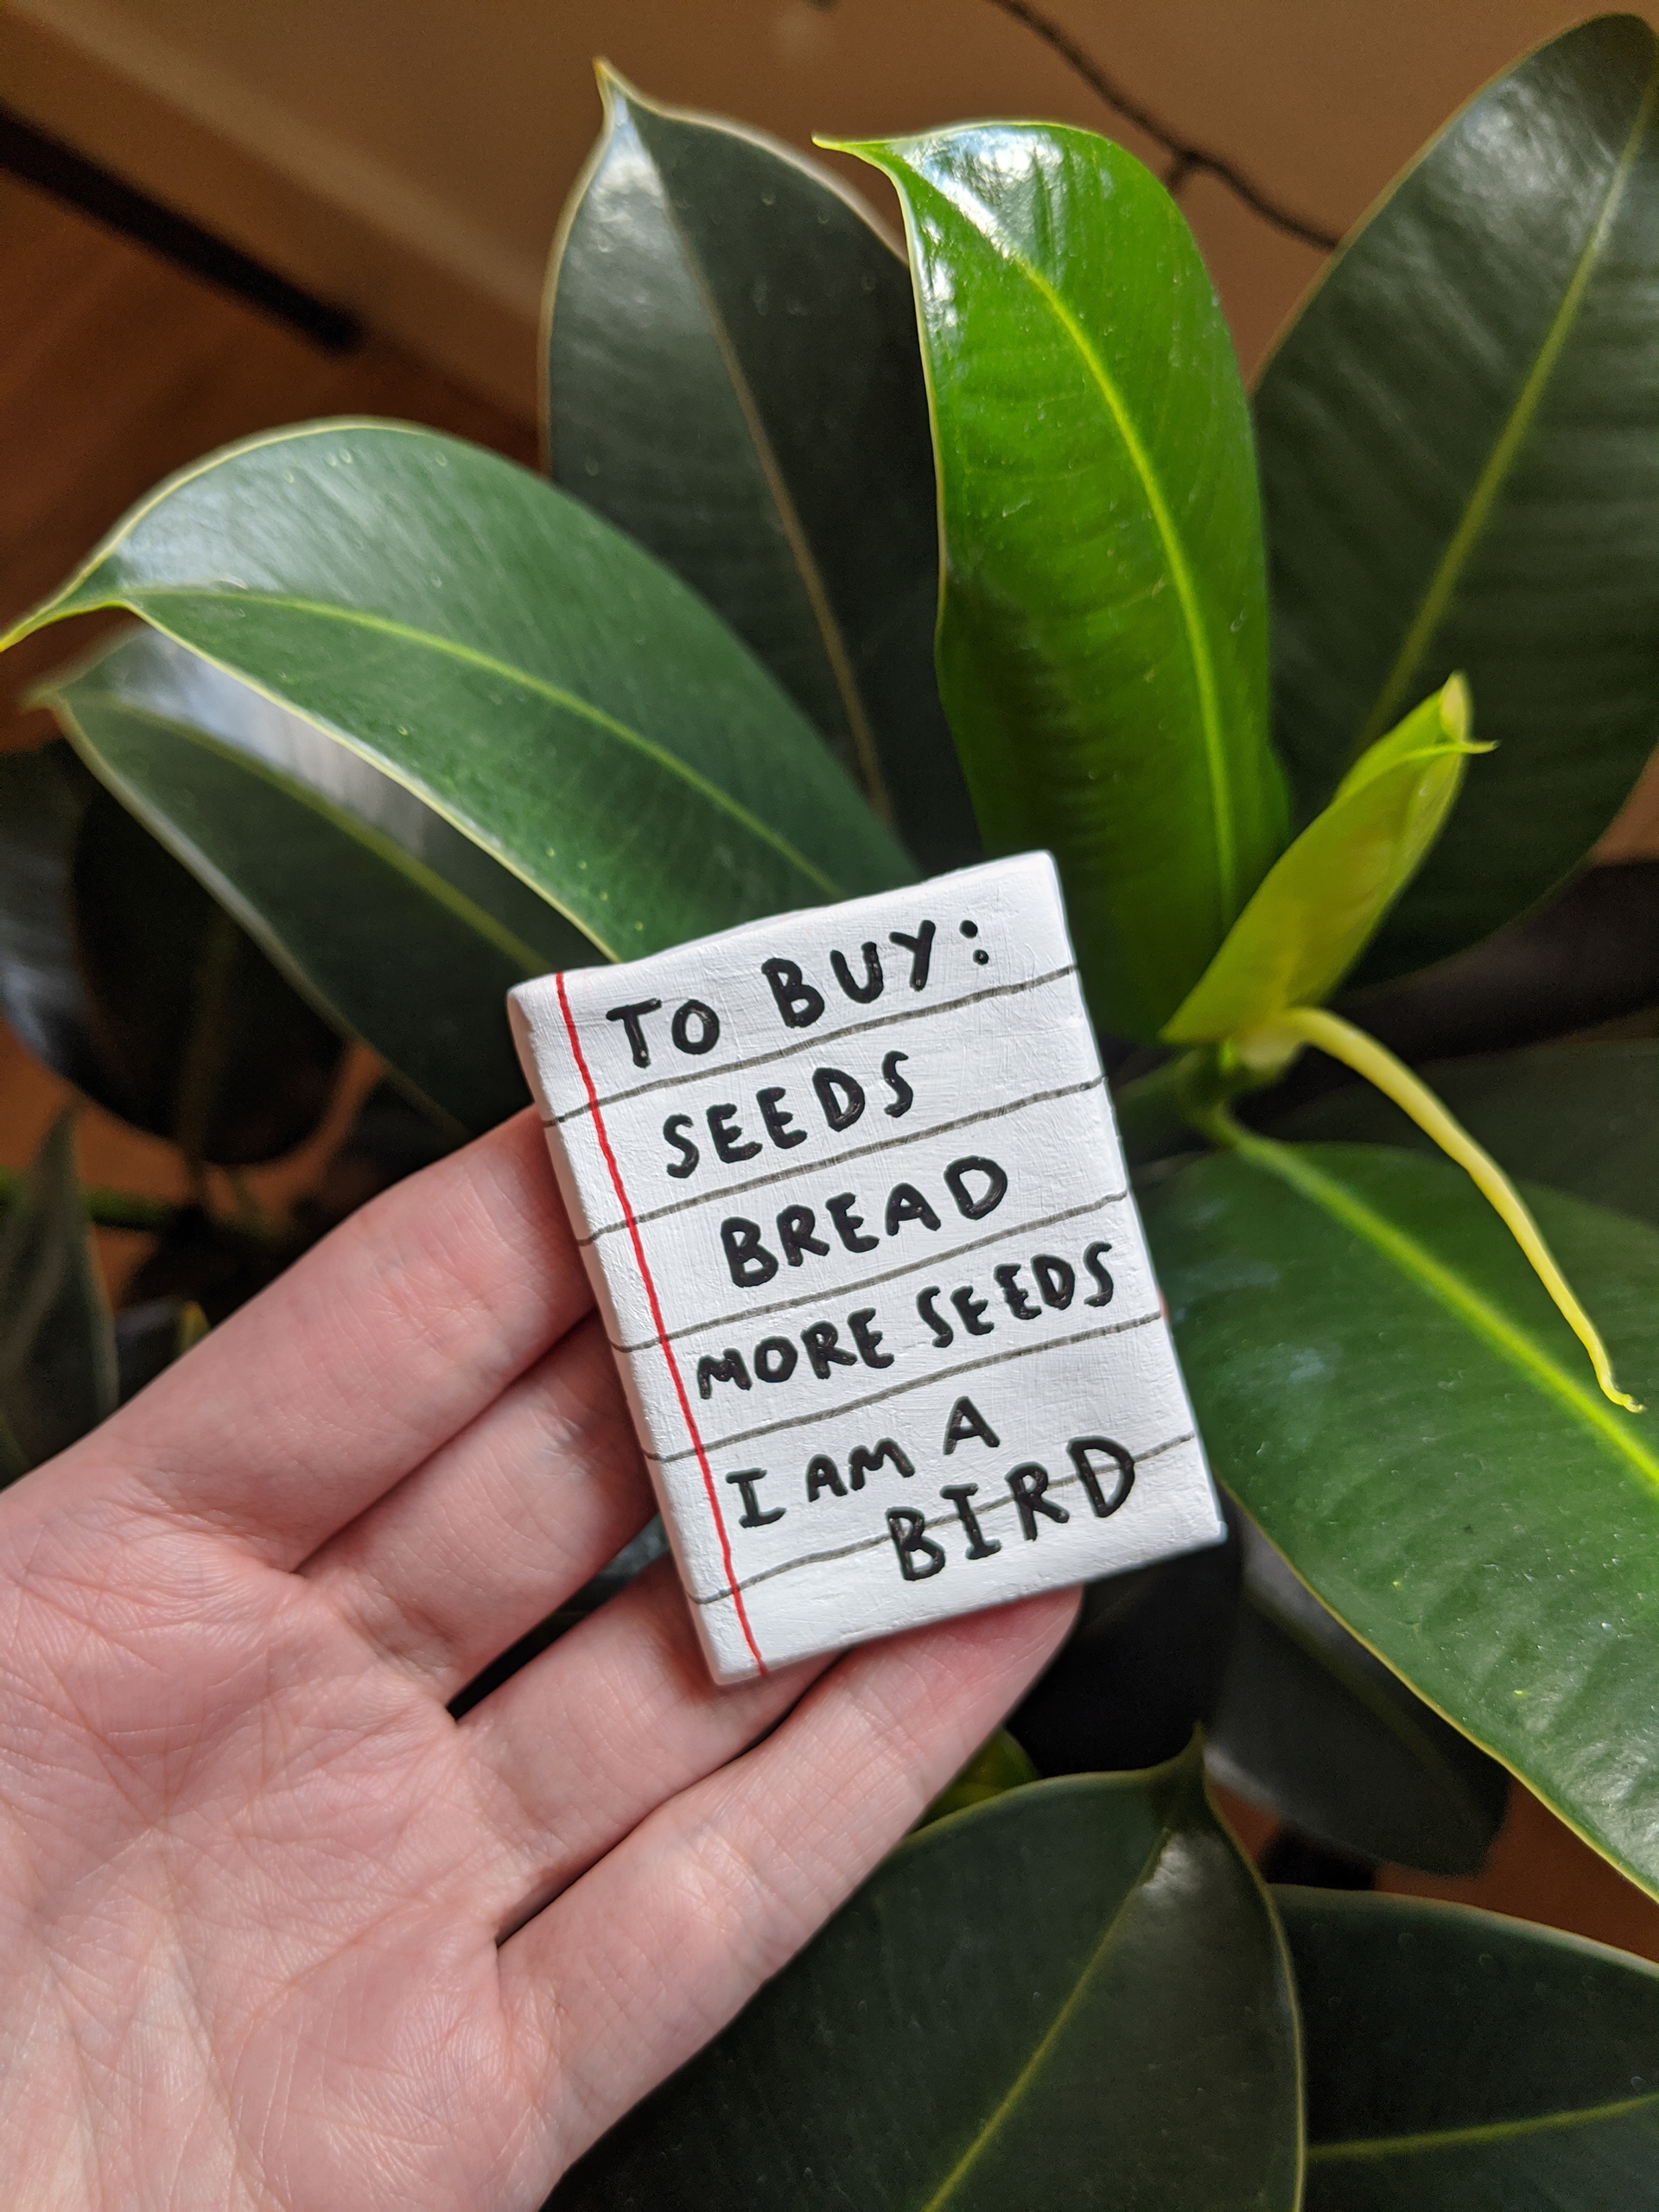 TO BUY:
SEEDS
BREAD
MORE SEEDS
I AM A
BIRD